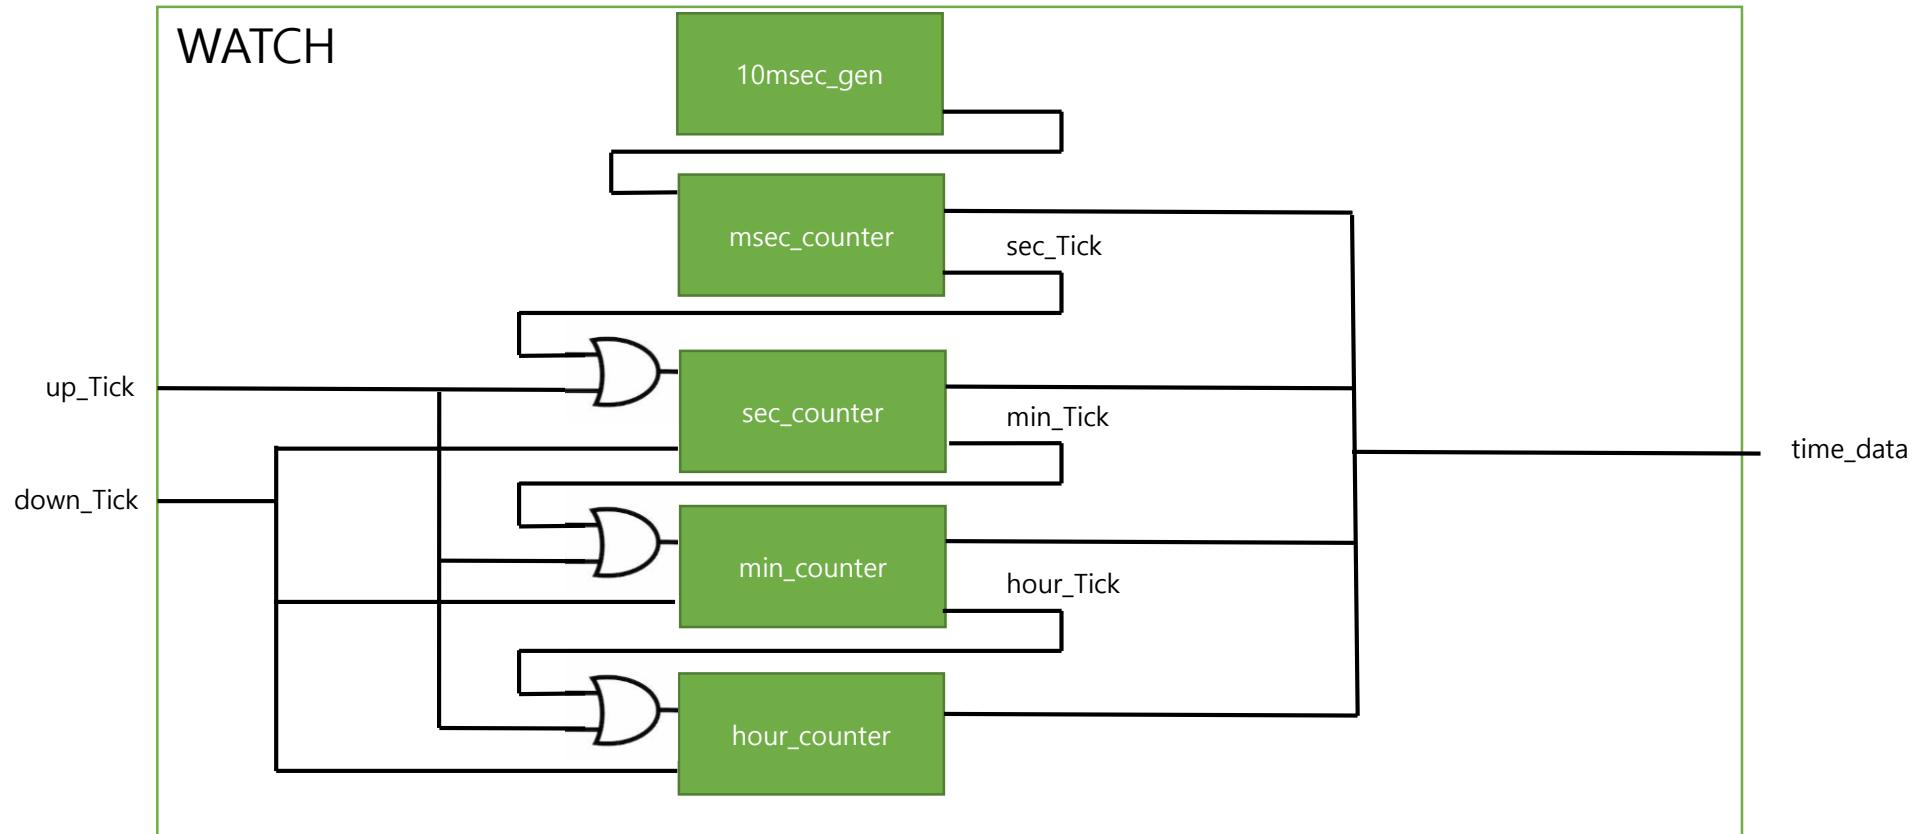 WATCH
10msec_gen
msec_counter
sec_Tick
up_Tick
sec_counter
min_Tick
time_data
down_Tick
min_counter
hour_Tick
hour_counter